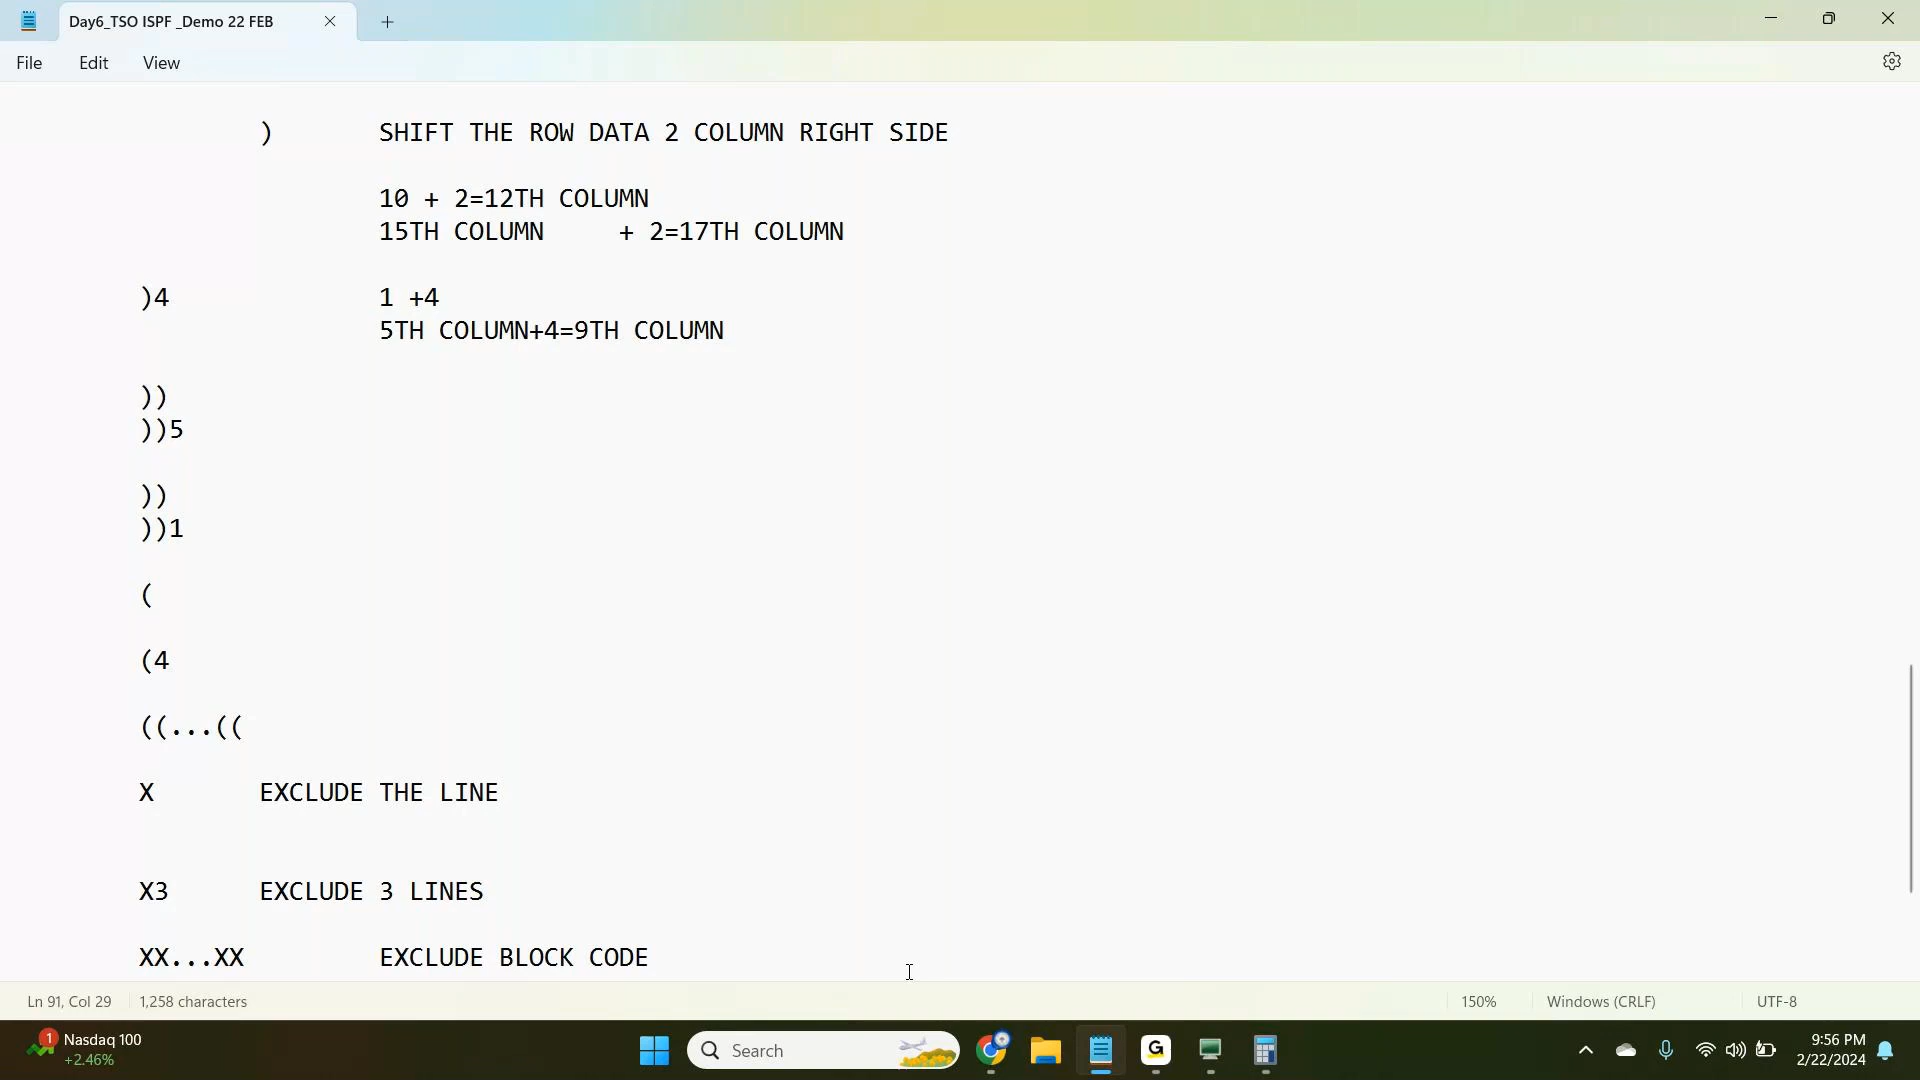 Day6_TSO ISPF _Demo 22 FEB
File Edit View
) SHIFT THE ROW DATA 2 COLUMN RIGHT SIDE
10 + 2=12TH COLUMN
15TH COLUMN + 2=17TH COLUMN
)4 1 +4
5TH COLUMN+4=9TH COLUMN
))
))5
))
))1
(
(4
((...((
X EXCLUDE THE LINE
X3 EXCLUDE 3 LINES
XX...XX EXCLUDE BLOCK CODE
Ln 91, Col 29 1,258 characters 150% Windows (CRLF) UTF-8
1 Nasdaq 100
+2.46%
Search
G
9:56 PM
2/22/2024